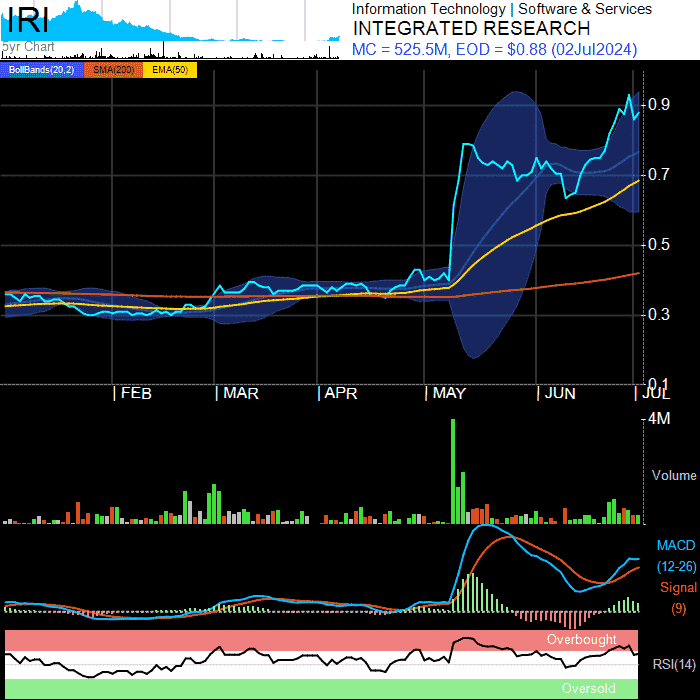 IRI
5yr Chart
Information Technology | Software & Services
INTEGRATED RESEARCH
MC = 525.5M, EOD = $0.88 (02Jul2024)
BollBands(20,2) SMA(200) EMA(50)
0.9
0.7
0.5
0.3
0.1
FEB MAR APR MAY JUN JUL
4M
Volume
MACD
(12-26)
Signal
(9)
Overbought
RSI(14)
Oversold